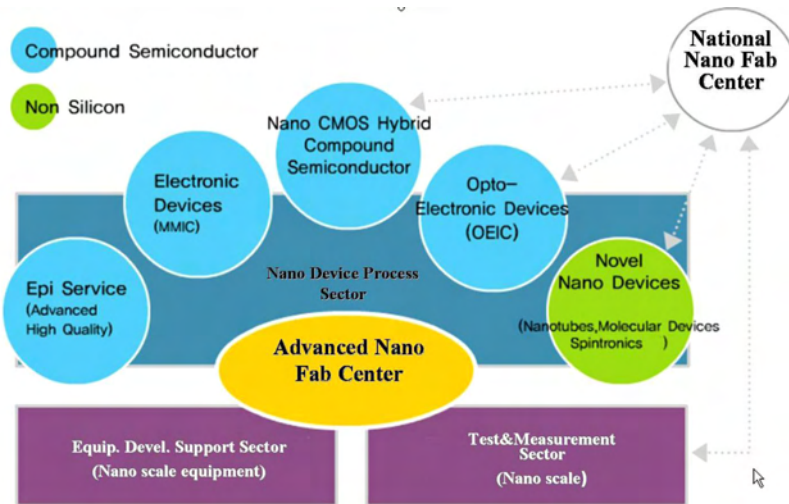 Compound Semiconductor
Non Silicon
National
Nano Fab
Center
Nano CMOS Hybrid
Compound
Semiconductor
Electronic
Devices
(MMIC)
Opto-
Electronic Devices
(OEIC)
Epi Service
(Advanced
High Quality)
Nano Device Process
Sector
Novel
Nano Devices
(Nanotubes,Molecular Devices
Spintronics )
Advanced Nano
Fab Center
Equip. Devel. Support Sector
(Nano scale equipment)
Test&Measurement
Sector
(Nano scale)